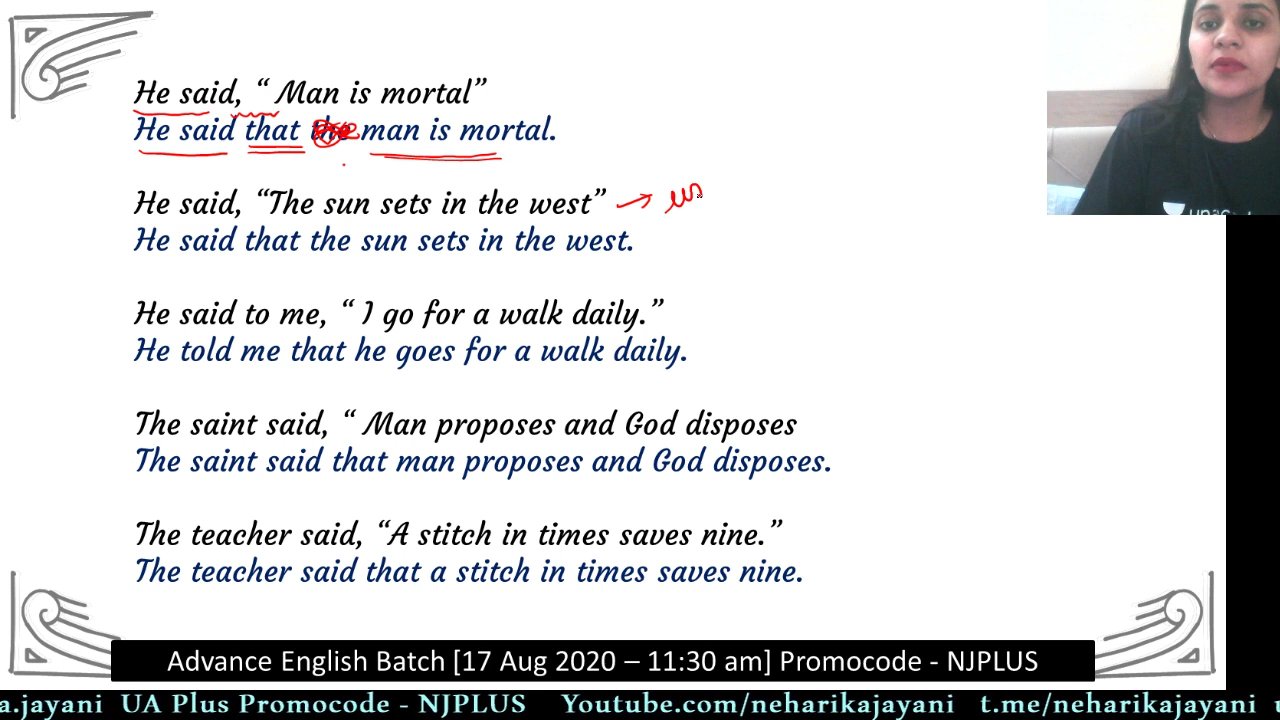 He said, “ Man is mortal”
He said that the man is mortal.
He said, “The sun sets in the west”
He said that the sun sets in the west.
He said to me, “ I go for a walk daily.”
He told me that he goes for a walk daily.
The saint said, “ Man proposes and God disposes
The saint said that man proposes and God disposes.
The teacher said, “A stitch in times saves nine.”
The teacher said that a stitch in times saves nine.
Advance English Batch [17 Aug 2020 – 11:30 am] Promocode - NJPLUS
a.jayani UA Plus Promocode - NJPLUS Youtube.com/neharikajayani t.me/neharikajayani